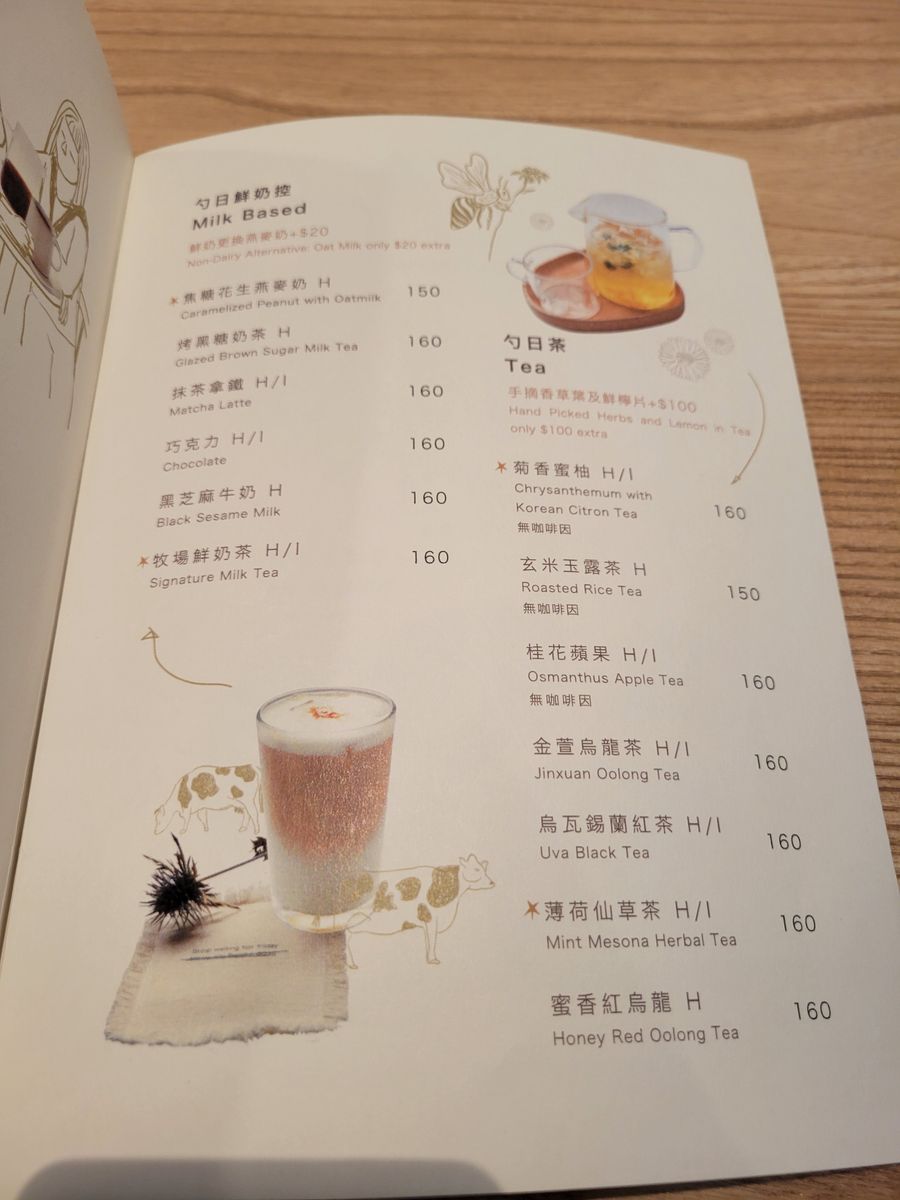 勺日鮮奶控
Milk Based
鮮奶更換燕麥奶+$20
Non-Dairy Alternative: Oat Milk only $20 extra
焦糖花生燕麥奶 H
Caramelized Peanut with Oatmilk
150
烤黑糖奶茶 H
Glazed Brown Sugar Milk Tea
160
抹茶拿鐵 H/I
Matcha Latte
160
巧克力 H/I
Chocolate
160
黑芝麻牛奶 H
Black Sesame Milk
160
牧場鮮奶茶 H/I
Signature Milk Tea
160
Stop waiting for Friday
勺日茶
Tea
手摘香草葉及鮮檸片+$100
Hand Picked Herbs and Lemon in Tea
only $100 extra
菊香蜜柚 H/I
Chrysanthemum with
Korean Citron Tea
160
無咖啡因
玄米玉露茶 H
Roasted Rice Tea
150
無咖啡因
桂花蘋果 H/I
Osmanthus Apple Tea
160
無咖啡因
金萱烏龍茶 H/I
Jinxuan Oolong Tea
160
烏瓦錫蘭紅茶 H/I
Uva Black Tea
160
薄荷仙草茶 H/I
Mint Mesona Herbal Tea
160
蜜香紅烏龍 H
Honey Red Oolong Tea
160